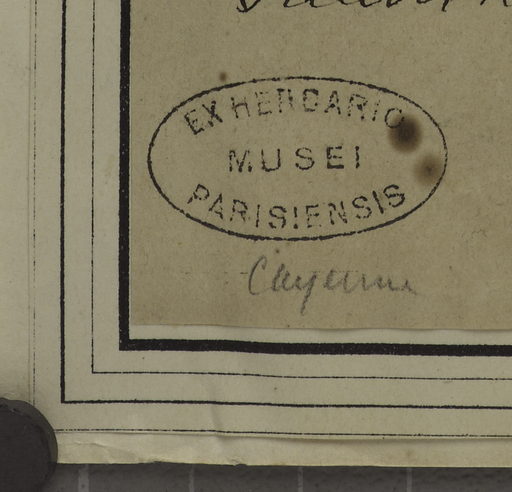 EX HERBARIO
MUSEI
PARISIENSIS
Cayenne